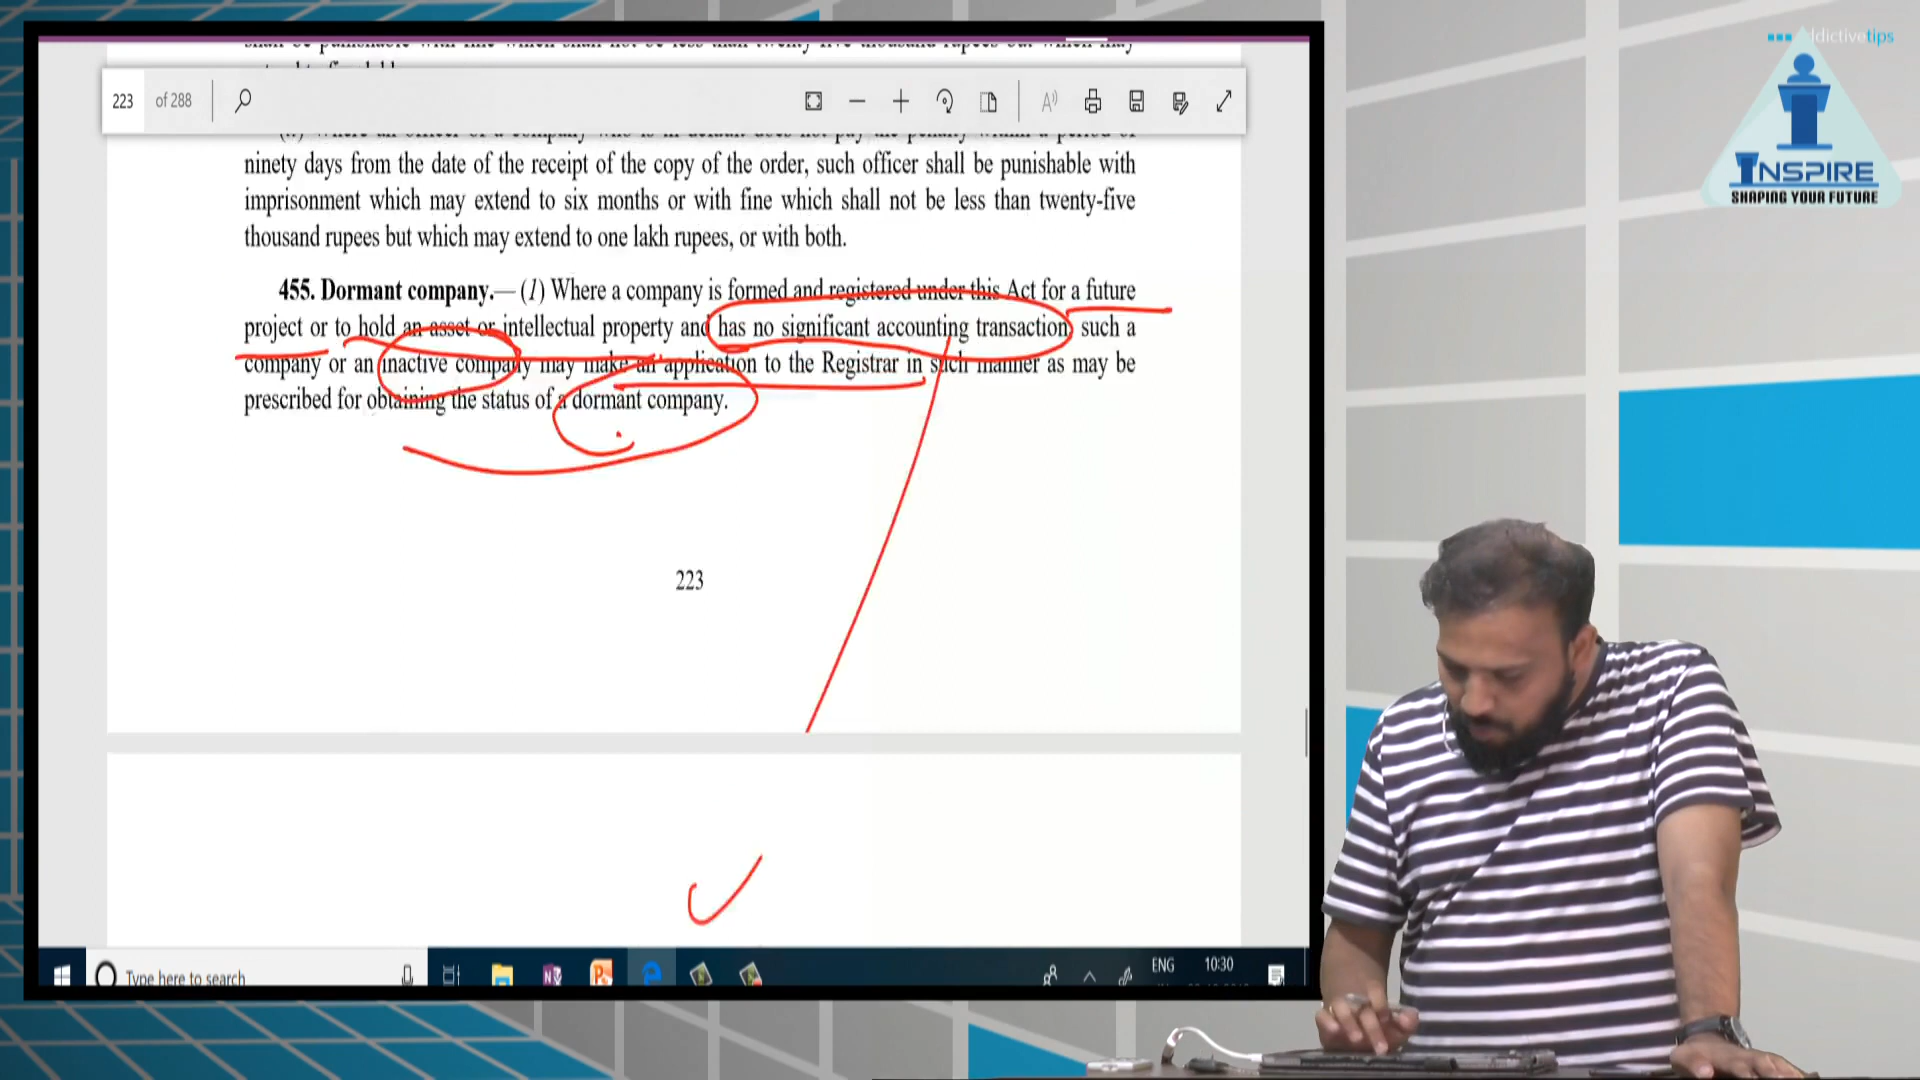 addictivetips
223 of 288
ninety days from the date of the receipt of the copy of the order, such officer shall be punishable with
imprisonment which may extend to six months or with fine which shall not be less than twenty-five
thousand rupees but which may extend to one lakh rupees, or with both.
455. Dormant company.— (1) Where a company is formed and registered under this Act for a future
project or to hold an asset or intellectual property and has no significant accounting transaction, such a
company or an inactive company may make an application to the Registrar in such manner as may be
prescribed for obtaining the status of a dormant company.
223
INSPIRE
SHAPING YOUR FUTURE
Type here to search
ENG
10:30